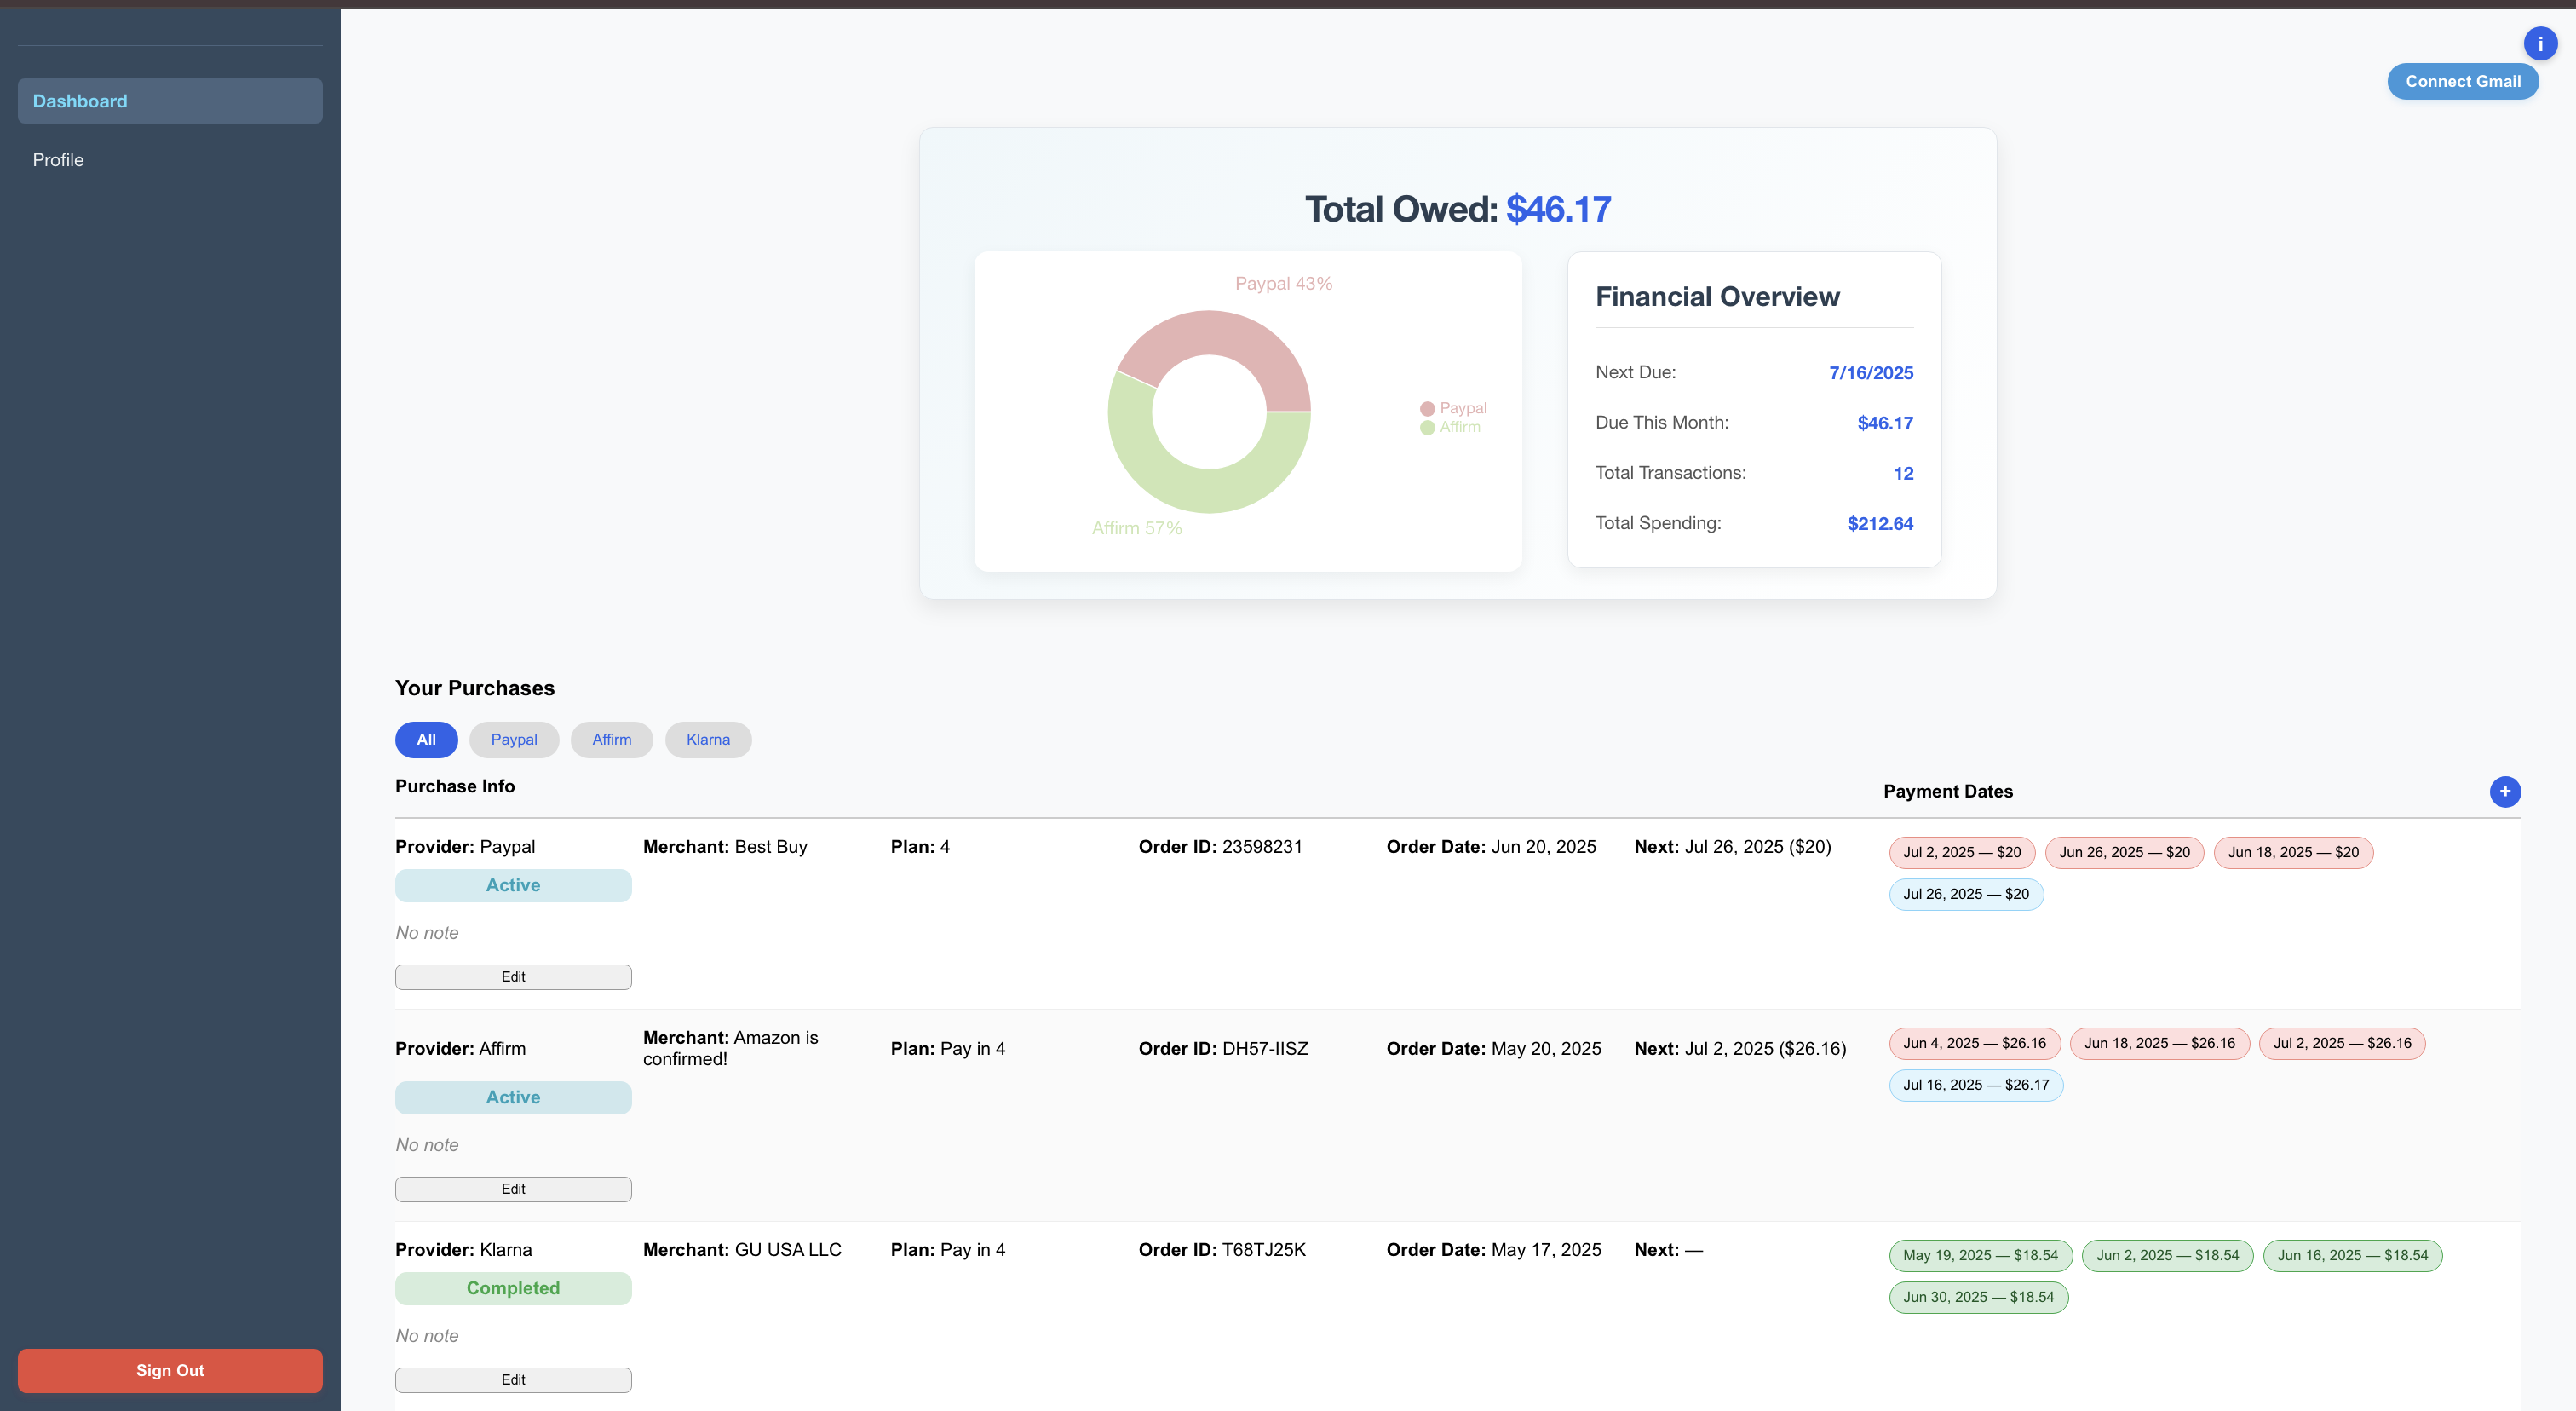 i
Connect Gmail
Dashboard
Profile
Total Owed: $46.17
Paypal 43%
Paypal
Affirm
Affirm 57%
Financial Overview
Next Due: 7/16/2025
Due This Month: $46.17
Total Transactions: 12
Total Spending: $212.64
Your Purchases
All Paypal Affirm Klarna
Purchase Info Payment Dates +
Provider: Paypal Merchant: Best Buy Plan: 4 Order ID: 23598231 Order Date: Jun 20, 2025 Next: Jul 26, 2025 ($20)
Jul 2, 2025 — $20 Jun 26, 2025 — $20 Jun 18, 2025 — $20
Jul 26, 2025 — $20
Active
No note
Edit
Provider: Affirm Merchant: Amazon is
confirmed! Plan: Pay in 4 Order ID: DH57-IISZ Order Date: May 20, 2025 Next: Jul 2, 2025 ($26.16)
Jun 4, 2025 — $26.16 Jun 18, 2025 — $26.16 Jul 2, 2025 — $26.16
Jul 16, 2025 — $26.17
Active
No note
Edit
Provider: Klarna Merchant: GU USA LLC Plan: Pay in 4 Order ID: T68TJ25K Order Date: May 17, 2025 Next: —
May 19, 2025 — $18.54 Jun 2, 2025 — $18.54 Jun 16, 2025 — $18.54
Jun 30, 2025 — $18.54
Completed
No note
Edit
Sign Out